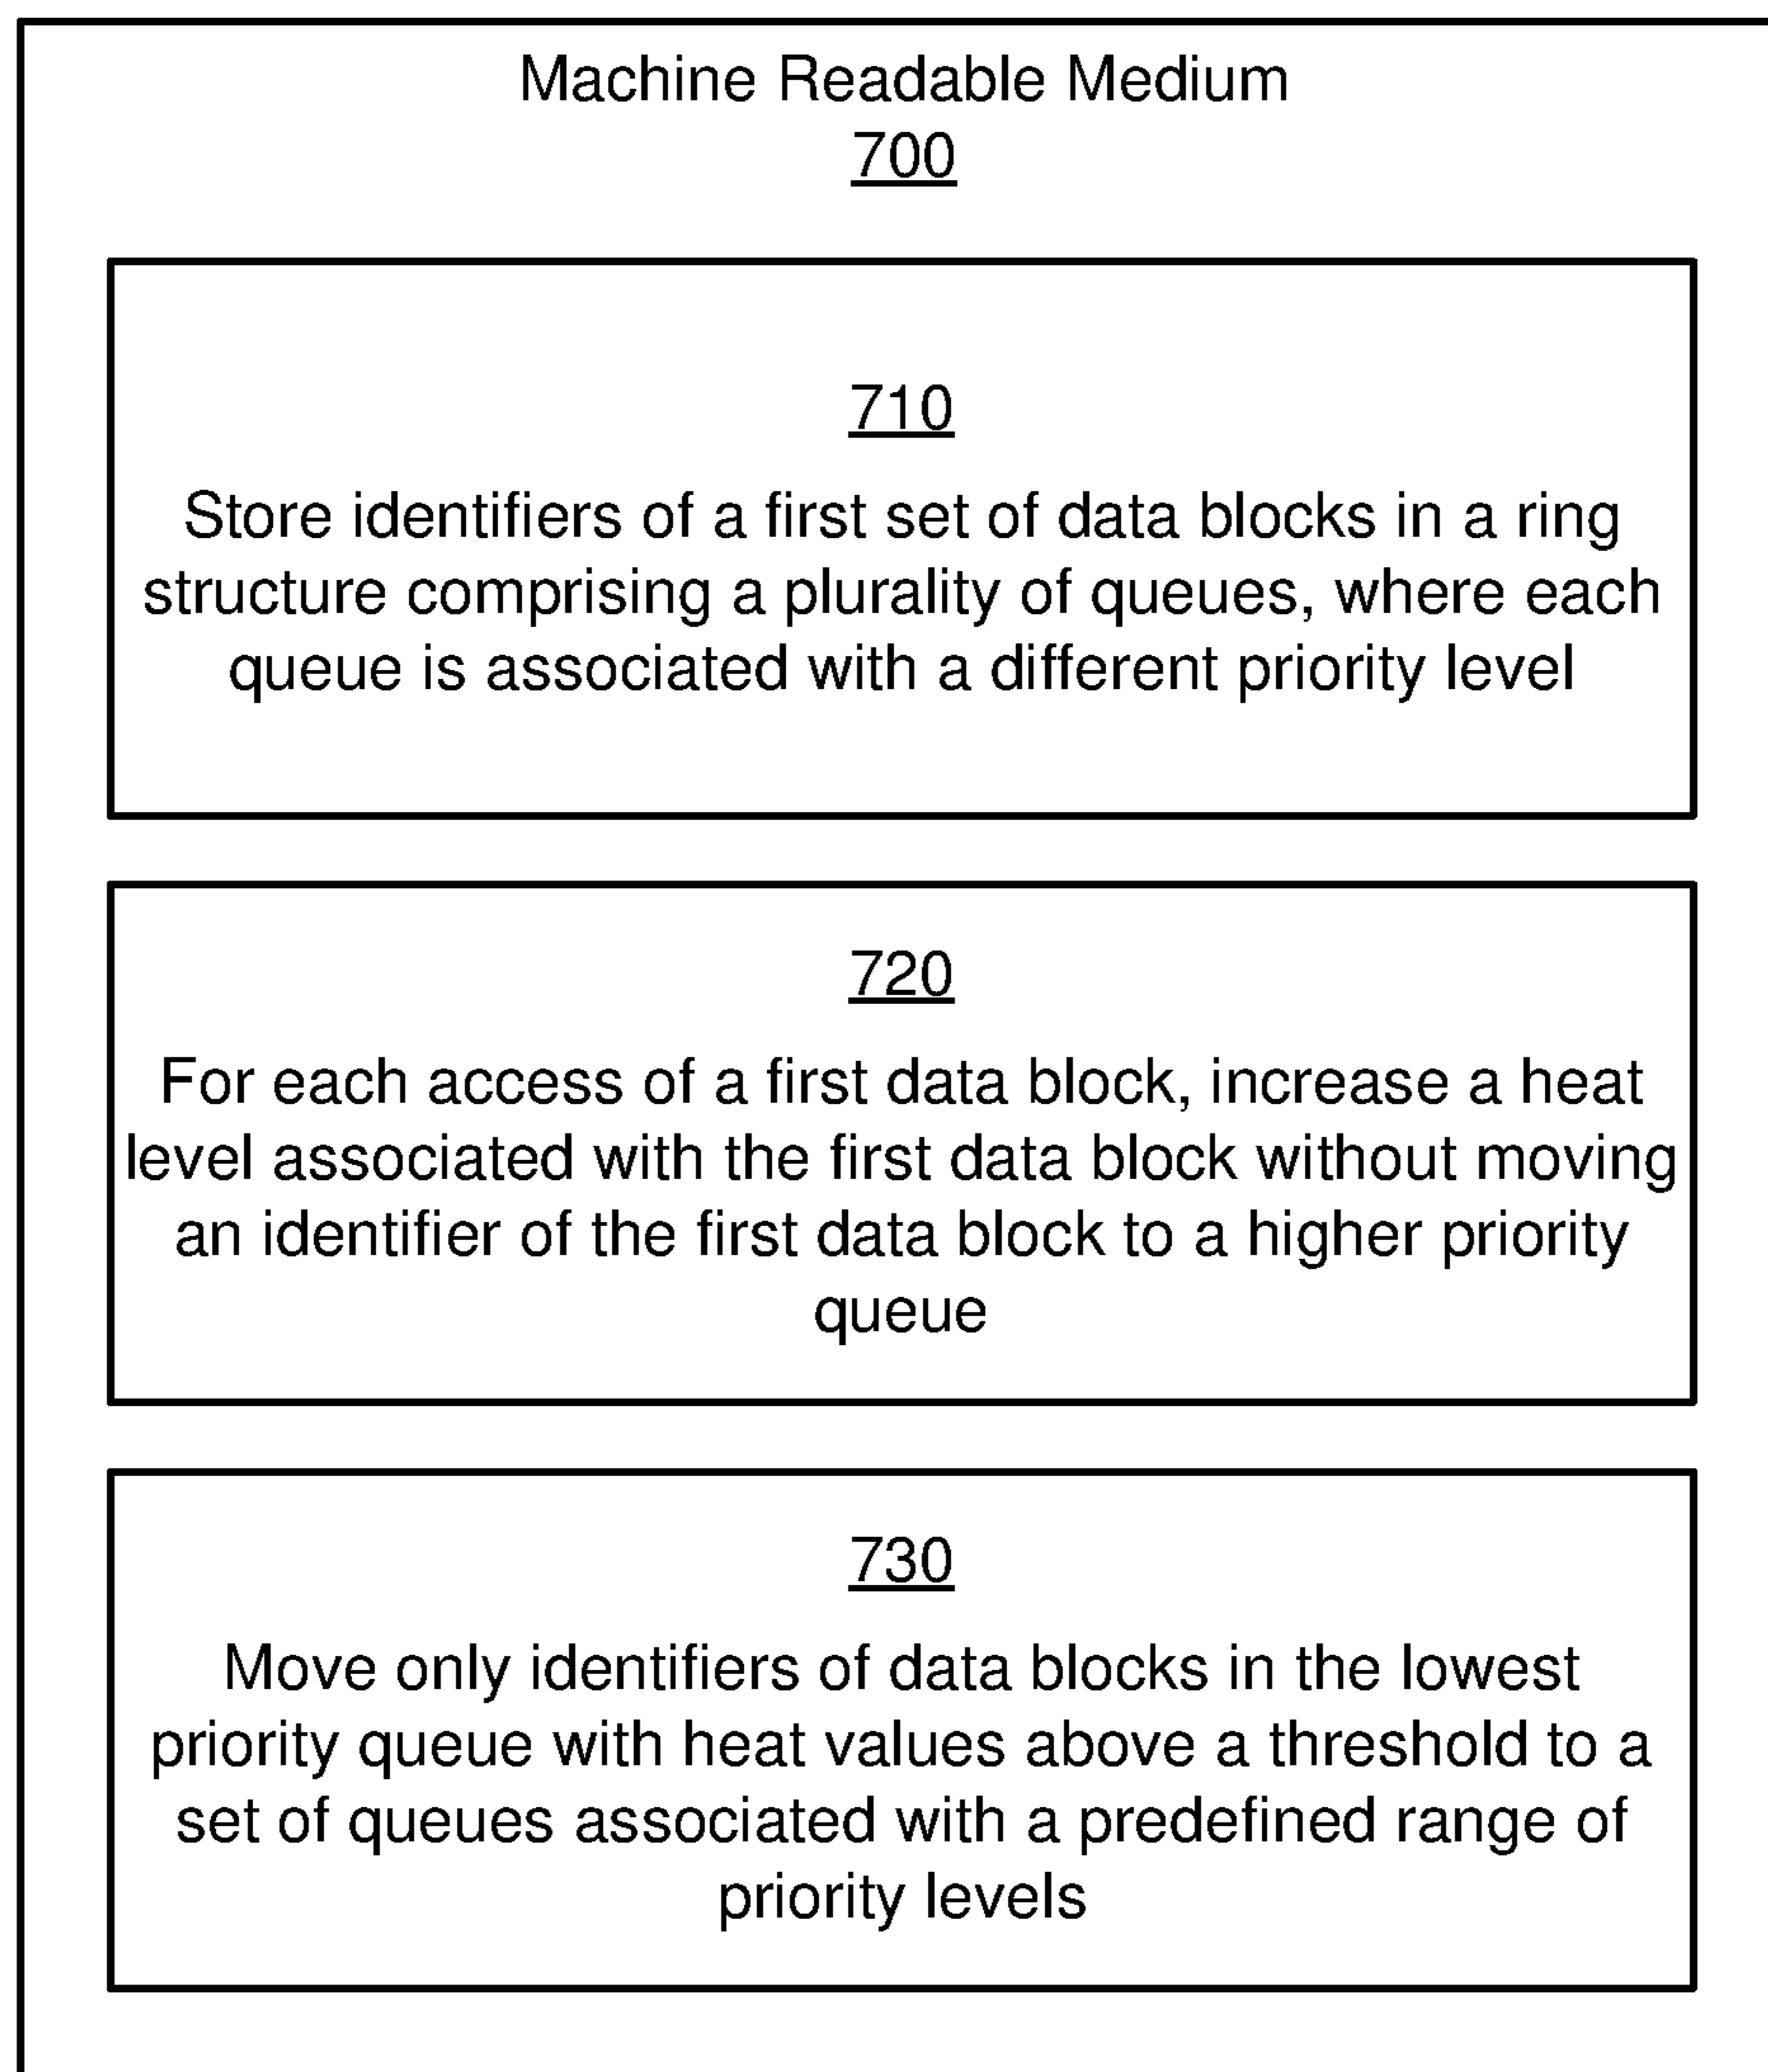 Machine Readable Medium
700
710
Store identifiers of a first set of data blocks in a ring
structure comprising a plurality of queues, where each
queue is associated with a different priority level
720
For each access of a first data block, increase a heat
level associated with the first data block without moving
an identifier of the first data block to a higher priority
queue
730
Move only identifiers of data blocks in the lowest
priority queue with heat values above a threshold to a
set of queues associated with a predefined range of
priority levels